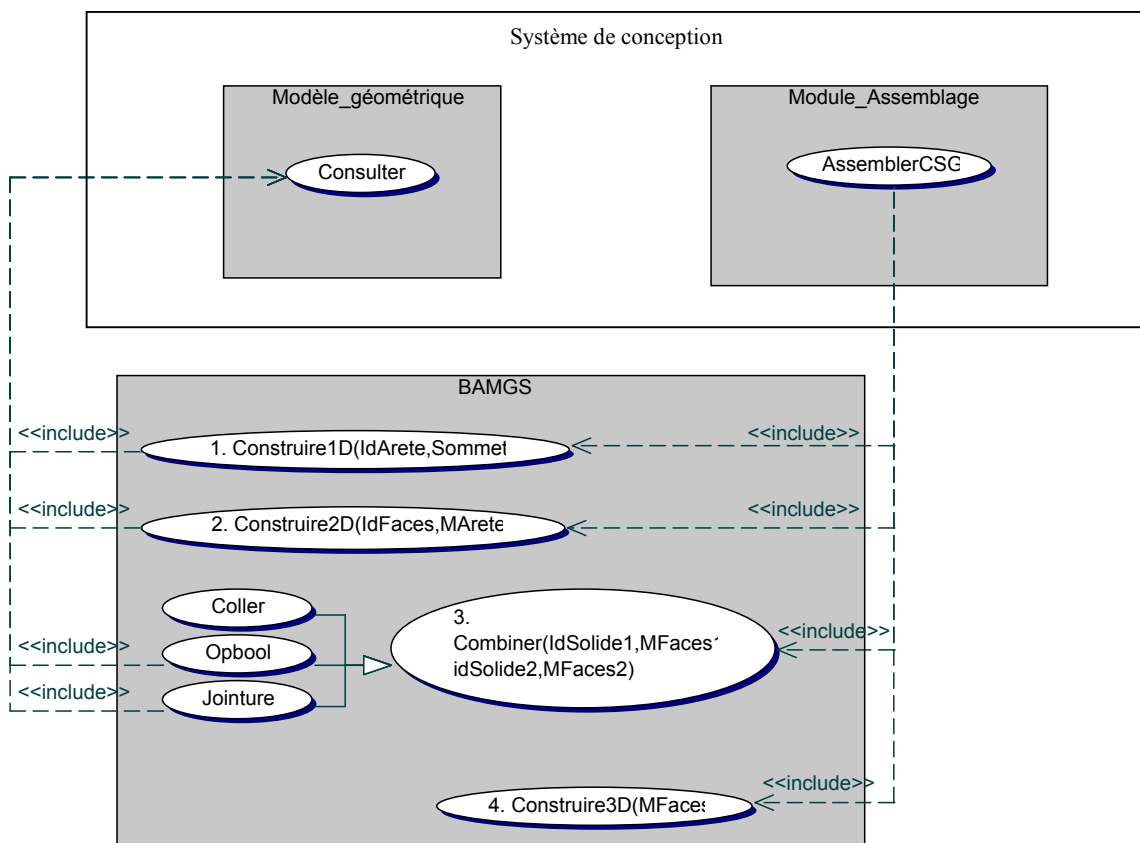 Système de conception
Modèle_géométrique
Module_Assemblage
Consulter
AssemblerCSG
BAMGS
<<include>>
1. Construire1D(IdArete,Sommet
<<include>>
<<include>>
2. Construire2D(IdFaces,MArete
<<include>>
Coller
<<include>>
Opbool
3.
Combiner(IdSolide1,MFaces1
idSolide2,MFaces2)
<<include>>
<<include>>
Jointure
4. Construire3D(MFaces
<<include>>